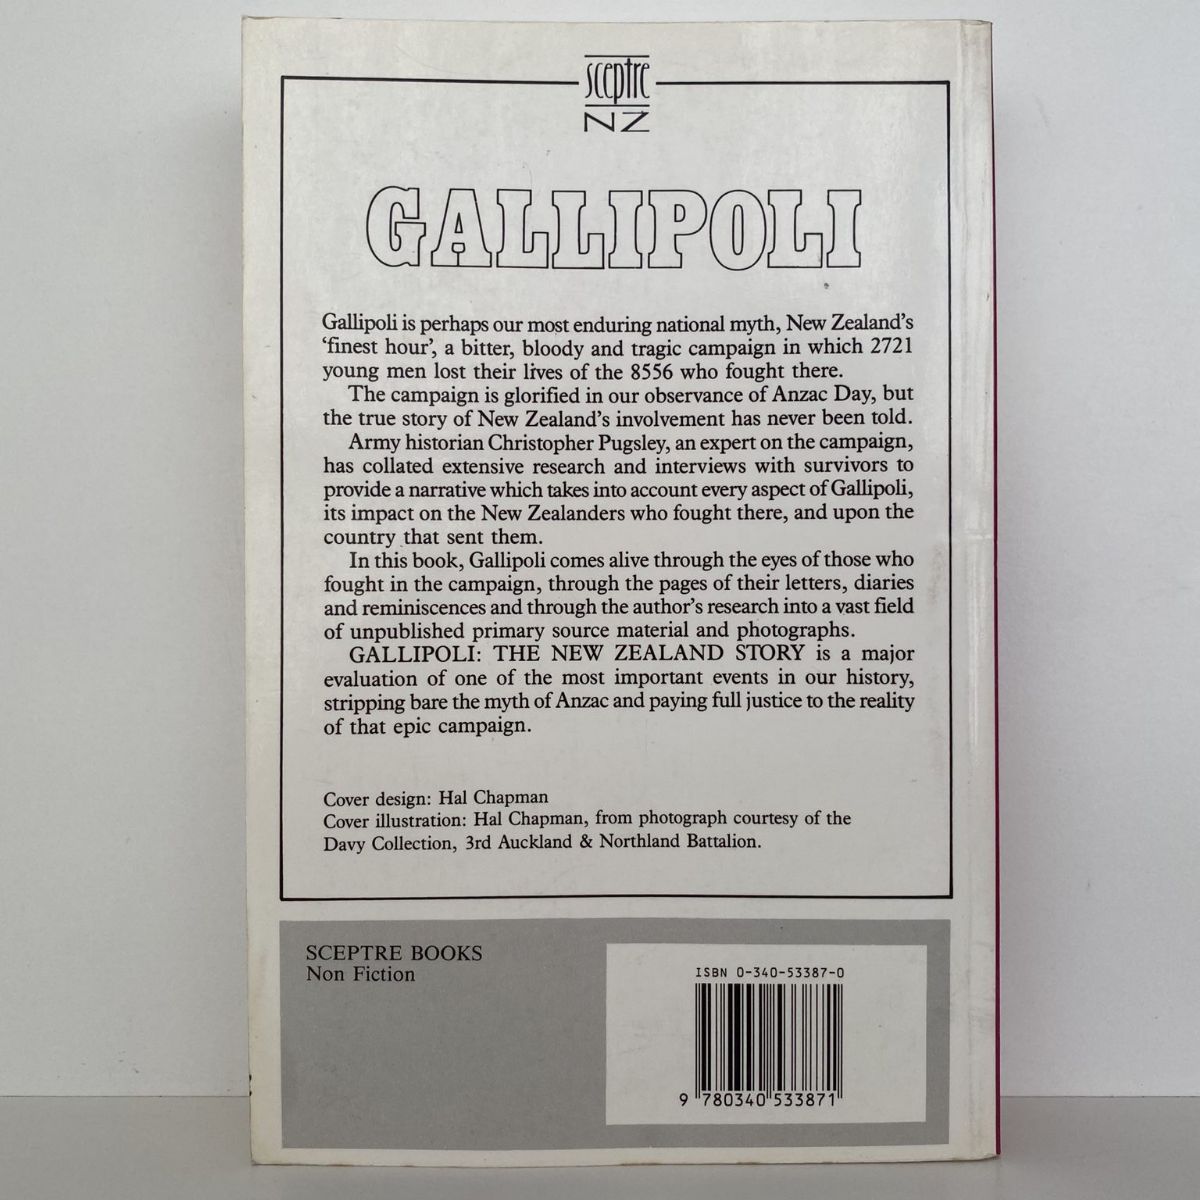 sceptre
NZ
GALLIPOLI
Gallipoli is perhaps our most enduring national myth, New Zealand's
'finest hour', a bitter, bloody and tragic campaign in which 2721
young men lost their lives of the 8556 who fought there.
The campaign is glorified in our observance of Anzac Day, but
the true story of New Zealand's involvement has never been told.
Army historian Christopher Pugsley, an expert on the campaign,
has collated extensive research and interviews with survivors to
provide a narrative which takes into account every aspect of Gallipoli,
its impact on the New Zealanders who fought there, and upon the
country that sent them.
In this book, Gallipoli comes alive through the eyes of those who
fought in the campaign, through the pages of their letters, diaries
and reminiscences and through the author's research into a vast field
of unpublished primary source material and photographs.
GALLIPOLI: THE NEW ZEALAND STORY is a major
evaluation of one of the most important events in our history,
stripping bare the myth of Anzac and paying full justice to the reality
of that epic campaign.
Cover design: Hal Chapman
Cover illustration: Hal Chapman, from photograph courtesy of the
Davy Collection, 3rd Auckland & Northland Battalion.
SCEPTRE BOOKS
Non Fiction
ISBN 0-340-53387-0
9 780340 533871